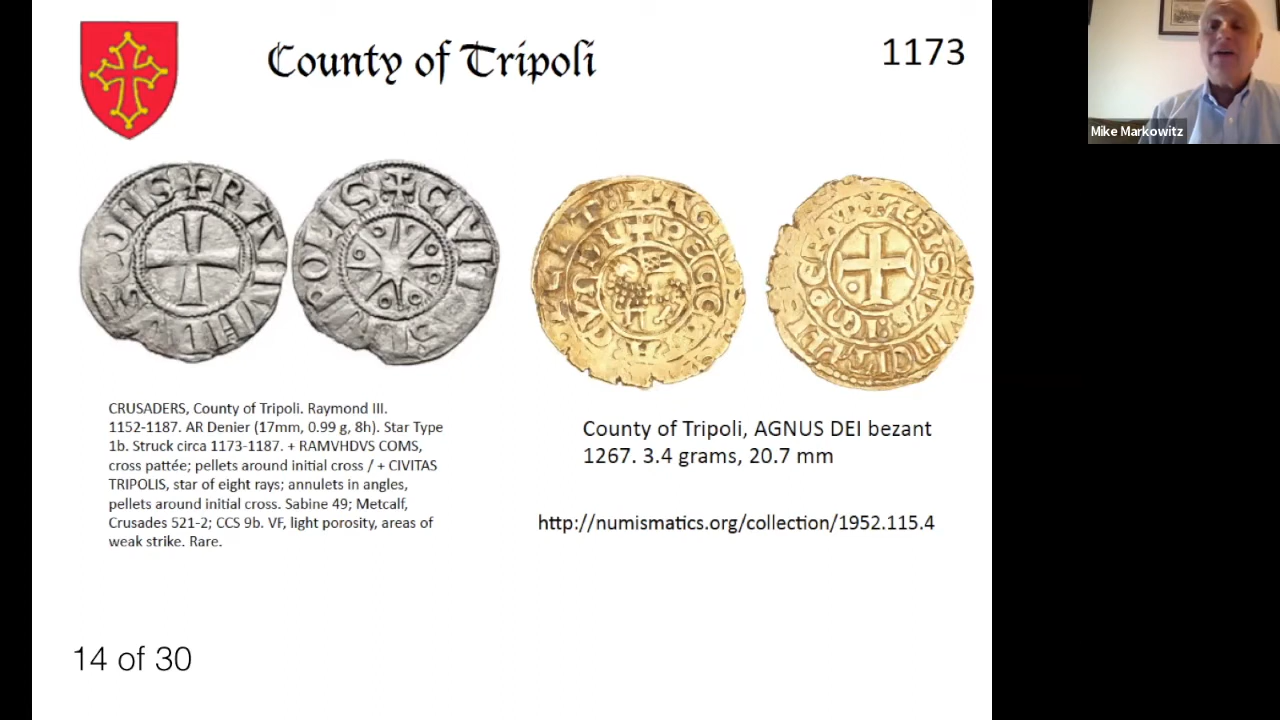 County of Tripoli
1173
Mike Markowitz
CRUSADERS, County of Tripoli. Raymond III.
1152-1187. AR Denier (17mm, 0.99 g, 8h). Star Type
1b. Struck circa 1173-1187. + RAMVHDVS COMS,
cross pattée; pellets around initial cross / + CIVITAS
TRIPOLIS, star of eight rays; annulets in angles,
pellets around initial cross. Sabine 49; Metcalf,
Crusades 521-2; CCS 9b. VF, light porosity, areas of
weak strike. Rare.
County of Tripoli, AGNUS DEI bezant
1267. 3.4 grams, 20.7 mm
http://numismatics.org/collection/1952.115.4
14 of 30